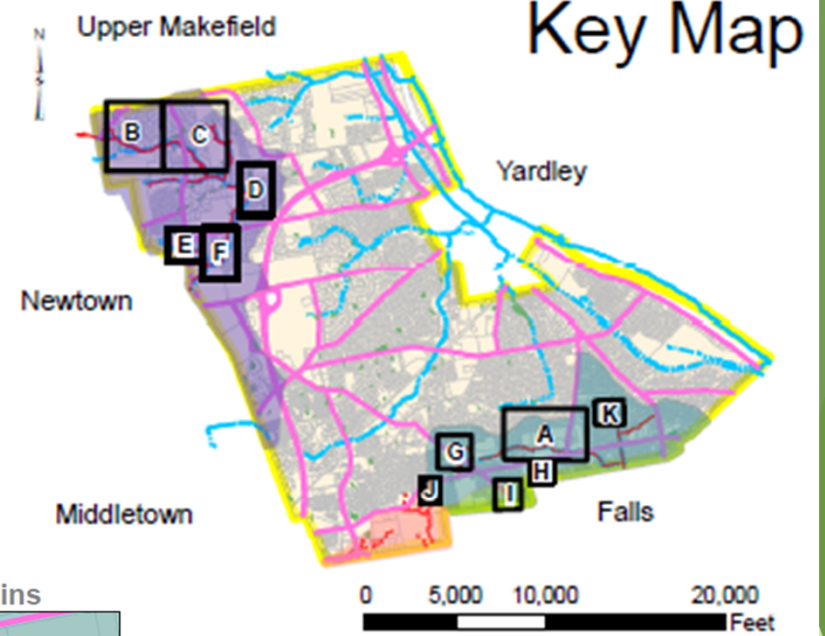 Key Map
Upper Makefield
N
S
B
C
Yardley
D
E
F
Newtown
K
A
G
H
J
I
Middletown
Falls
ins
0 5,000 10,000 20,000
Feet